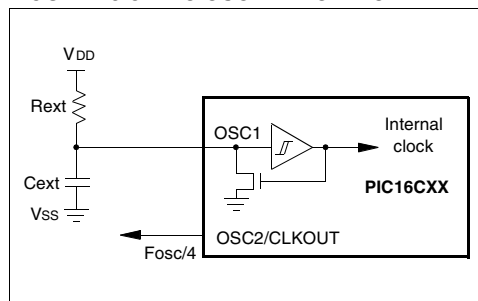 VDD
Rext
OSC1
Internal
clock
Cext
PIC16CXX
VSS
OSC2/CLKOUT
Fosc/4